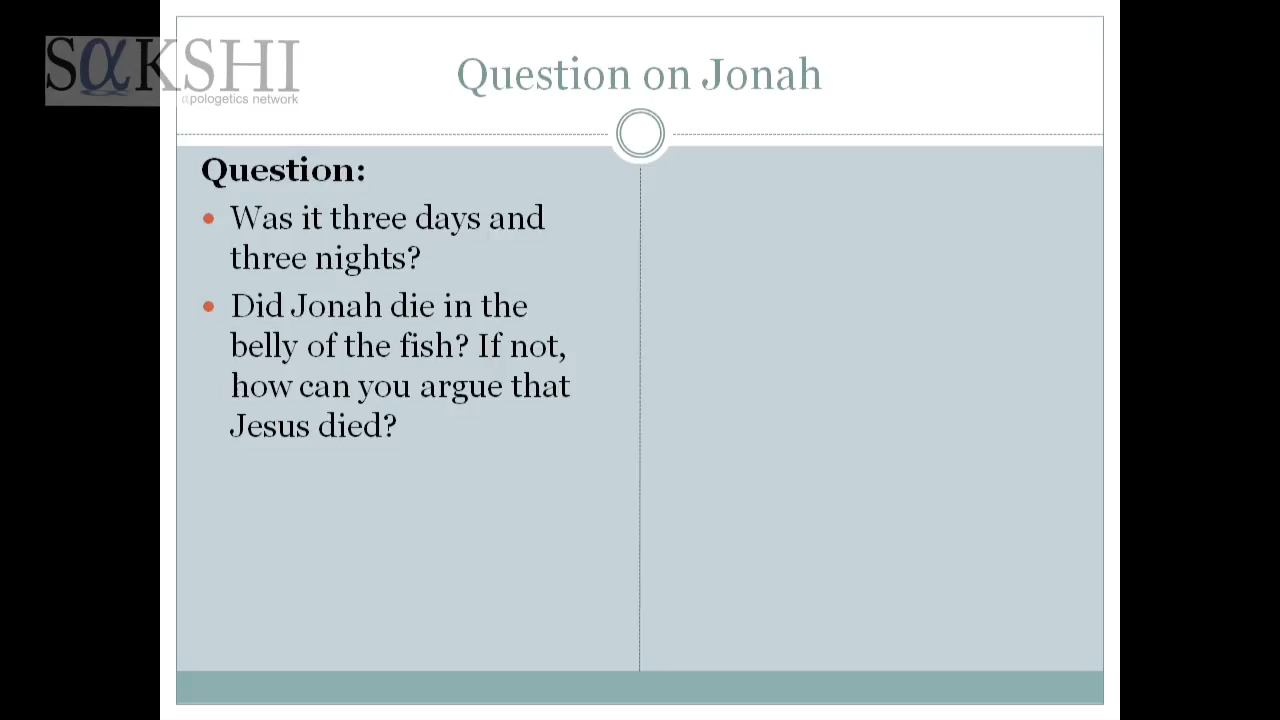 SαKSHI
αpologetics network
Question on Jonah
Question:
Was it three days and
three nights?
Did Jonah die in the
belly of the fish? If not,
how can you argue that
Jesus died?